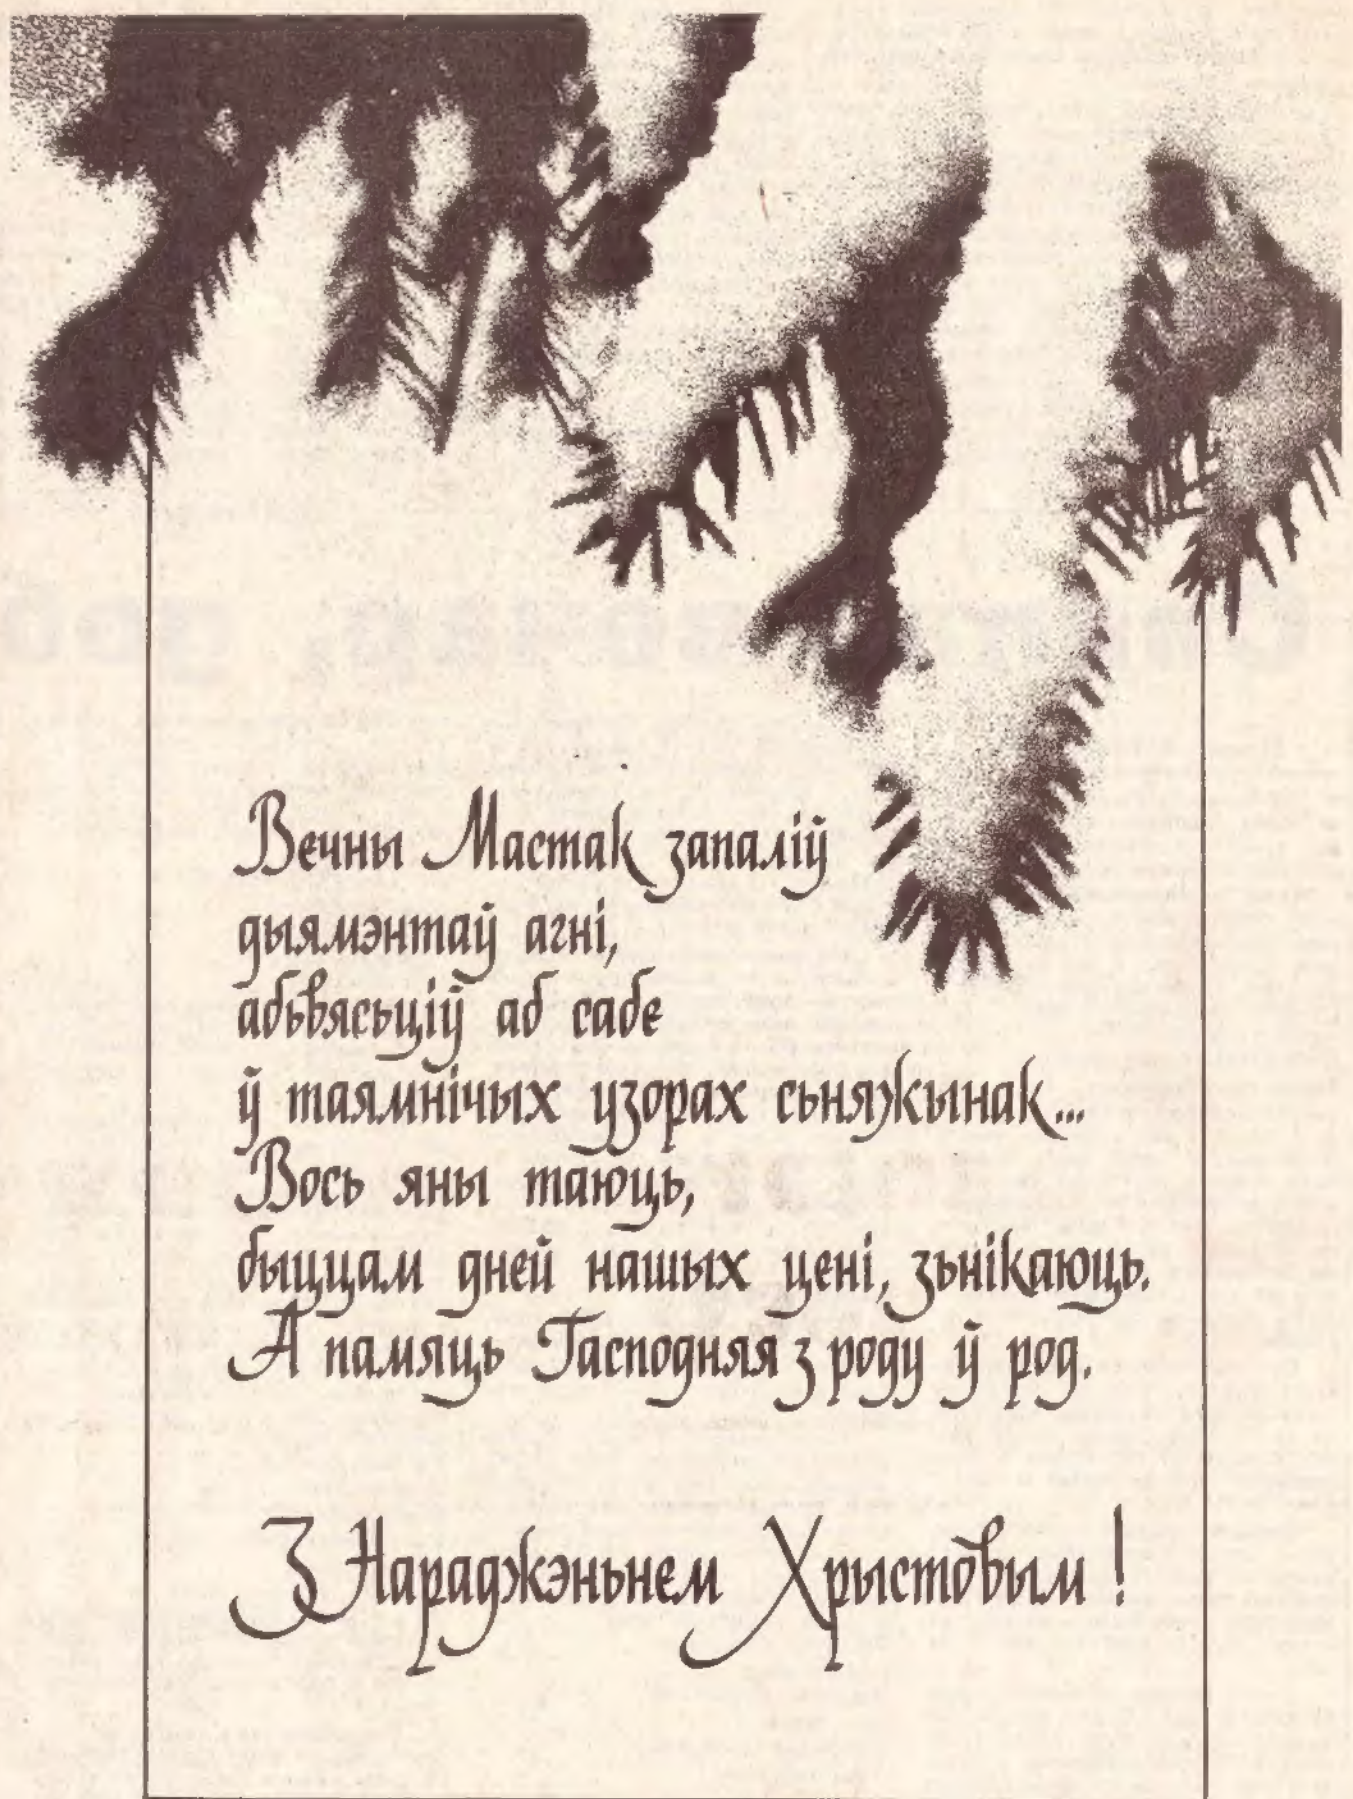 Вечны Мастак запаліў
дыямэнтаў агні,
абьвясьціў аб сабе
ў таямнічых узорах сьняжынак...
Вось яны таюць,
быццам дней нашых цені, зьнікаюць.
А памяць Гасподняя з роду ў род.
З Нараджэньнем Хрыстовым!